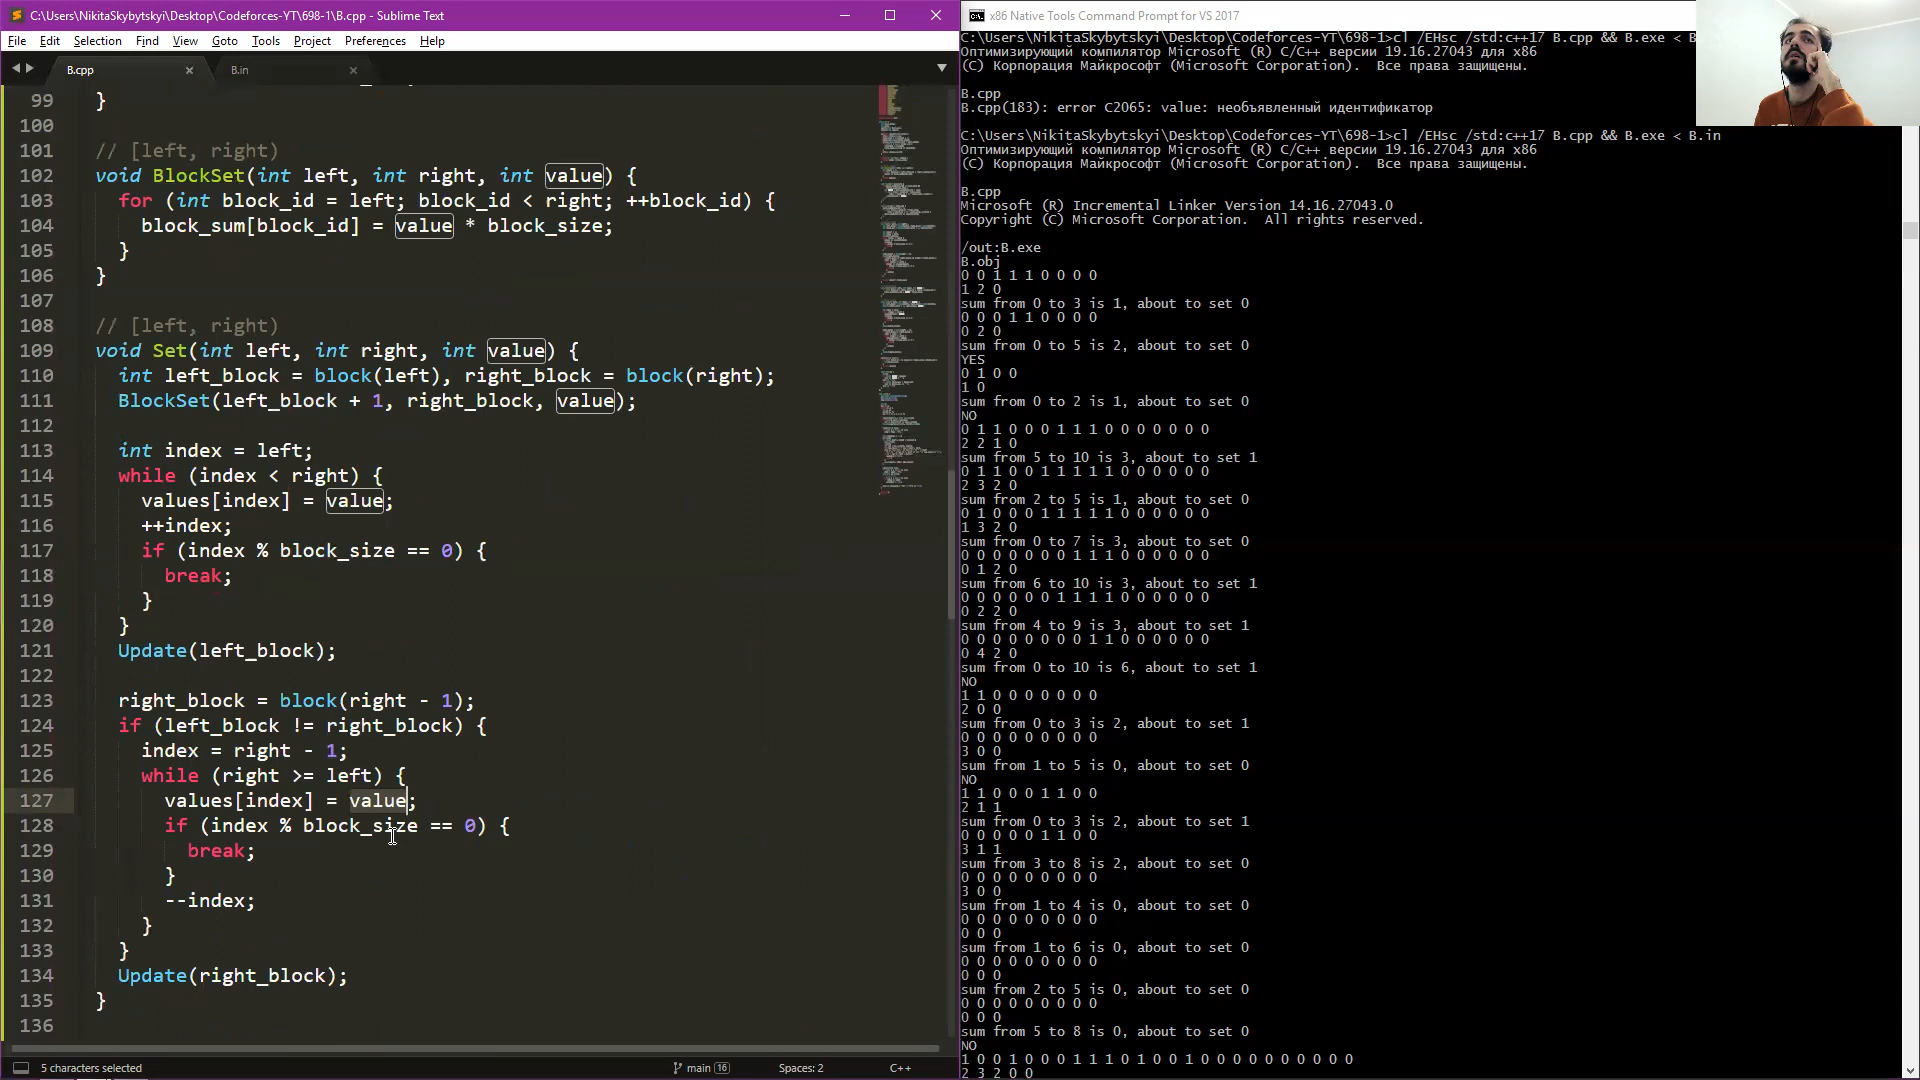 C:\Users\NikitaSkybytskyi\Desktop\Codeforces-YT\698-1\B.cpp - Sublime Text
File Edit Selection Find View Goto Tools Project Preferences Help
B.cpp
B.in
99 }
100
101 // [left, right)
102 void BlockSet(int left, int right, int value) {
103 for (int block_id = left; block_id < right; ++block_id) {
104 block_sum[block_id] = value * block_size;
105 }
106 }
107
108 // [left, right)
109 void Set(int left, int right, int value) {
110 int left_block = block(left), right_block = block(right);
111 BlockSet(left_block + 1, right_block, value);
112
113 int index = left;
114 while (index < right) {
115 values[index] = value;
116 ++index;
117 if (index % block_size == 0) {
118 break;
119 }
120 }
121 Update(left_block);
122
123 right_block = block(right - 1);
124 if (left_block != right_block) {
125 index = right - 1;
126 while (right >= left) {
127 values[index] = value;
128 if (index % block_size == 0) {
129 break;
130 }
131 --index;
132 }
133 }
134 Update(right_block);
135 }
136
5 characters selected
main 16
Spaces: 2
C++
x86 Native Tools Command Prompt for VS 2017
C:\Users\NikitaSkybytskyi\Desktop\Codeforces-YT\698-1>cl /EHsc /std:c++17 B.cpp && B.exe < B
Оптимизирующий компилятор Microsoft (R) C/C++ версии 19.16.27043 для x86
(C) Корпорация Майкрософт (Microsoft Corporation). Все права защищены.
B.cpp
B.cpp(183): error C2065: value: необъявленный идентификатор
C:\Users\NikitaSkybytskyi\Desktop\Codeforces-YT\698-1>cl /EHsc /std:c++17 B.cpp && B.exe < B.in
Оптимизирующий компилятор Microsoft (R) C/C++ версии 19.16.27043 для x86
(C) Корпорация Майкрософт (Microsoft Corporation). Все права защищены.
B.cpp
Microsoft (R) Incremental Linker Version 14.16.27043.0
Copyright (C) Microsoft Corporation. All rights reserved.
/out:B.exe
B.obj
0 0 1 1 1 0 0 0 0
1 2 0
sum from 0 to 3 is 1, about to set 0
0 0 0 1 1 0 0 0 0
0 2 0
sum from 0 to 5 is 2, about to set 0
YES
0 1 0 0
1 0
sum from 0 to 2 is 1, about to set 0
NO
0 1 1 0 0 0 1 1 1 0 0 0 0 0 0 0
2 2 1 0
sum from 5 to 10 is 3, about to set 1
0 1 1 0 0 1 1 1 1 1 0 0 0 0 0 0
2 3 2 0
sum from 2 to 5 is 1, about to set 0
0 1 0 0 0 1 1 1 1 1 0 0 0 0 0 0
1 3 2 0
sum from 0 to 7 is 3, about to set 0
0 0 0 0 0 0 0 1 1 1 0 0 0 0 0 0
0 1 2 0
sum from 6 to 10 is 3, about to set 1
0 0 0 0 0 0 1 1 1 1 0 0 0 0 0 0
0 2 2 0
sum from 4 to 9 is 3, about to set 1
0 0 0 0 0 0 0 0 1 1 0 0 0 0 0 0
0 4 2 0
sum from 0 to 10 is 6, about to set 1
NO
1 1 0 0 0 0 0 0 0
2 0 0
sum from 0 to 3 is 2, about to set 1
0 0 0 0 0 0 0 0 0
3 0 0
sum from 1 to 5 is 0, about to set 0
NO
1 1 0 0 0 1 1 0 0
2 1 1
sum from 0 to 3 is 2, about to set 1
0 0 0 0 0 1 1 0 0
3 1 1
sum from 3 to 8 is 2, about to set 0
0 0 0 0 0 0 0 0 0
3 0 0
sum from 1 to 4 is 0, about to set 0
0 0 0 0 0 0 0 0 0
0 0 0
sum from 1 to 6 is 0, about to set 0
0 0 0 0 0 0 0 0 0
0 0 0
sum from 2 to 5 is 0, about to set 0
0 0 0 0 0 0 0 0 0
0 0 0
sum from 5 to 8 is 0, about to set 0
NO
1 0 0 1 0 0 0 1 1 1 0 1 0 0 1 0 0 0 0 0 0 0 0 0 0
2 3 2 0 0